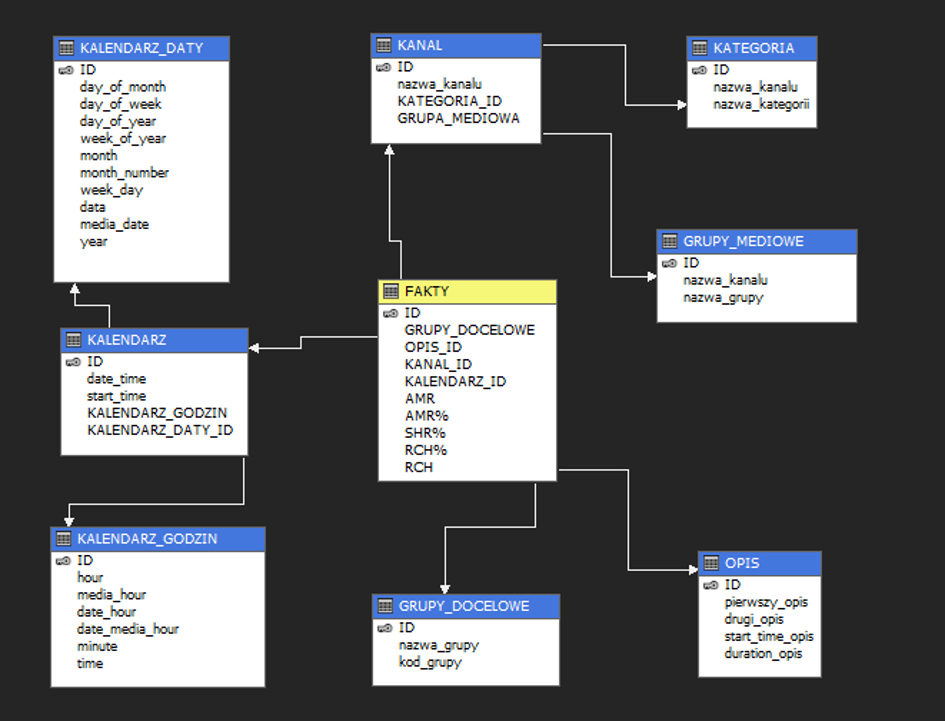 KALENDARZ_DATY
ID
day_of_month
day_of_week
day_of_year
week_of_year
month
month_number
week_day
data
media_date
year
KANAL
ID
nazwa_kanalu
KATEGORIA_ID
GRUPA_MEDIOWA
KATEGORIA
ID
nazwa_kanalu
nazwa_kategorii
GRUPY_MEDIOWE
ID
nazwa_kanalu
nazwa_grupy
FAKTY
ID
GRUPY_DOCELOWE
OPIS_ID
KANAL_ID
KALENDARZ_ID
AMR
AMR%
SHR%
RCH%
RCH
KALENDARZ
ID
date_time
start_time
KALENDARZ_GODZIN
KALENDARZ_DATY_ID
KALENDARZ_GODZIN
ID
hour
media_hour
date_hour
date_media_hour
minute
time
GRUPY_DOCELOWE
ID
nazwa_grupy
kod_grupy
OPIS
ID
pierwszy_opis
drugi_opis
start_time_opis
duration_opis